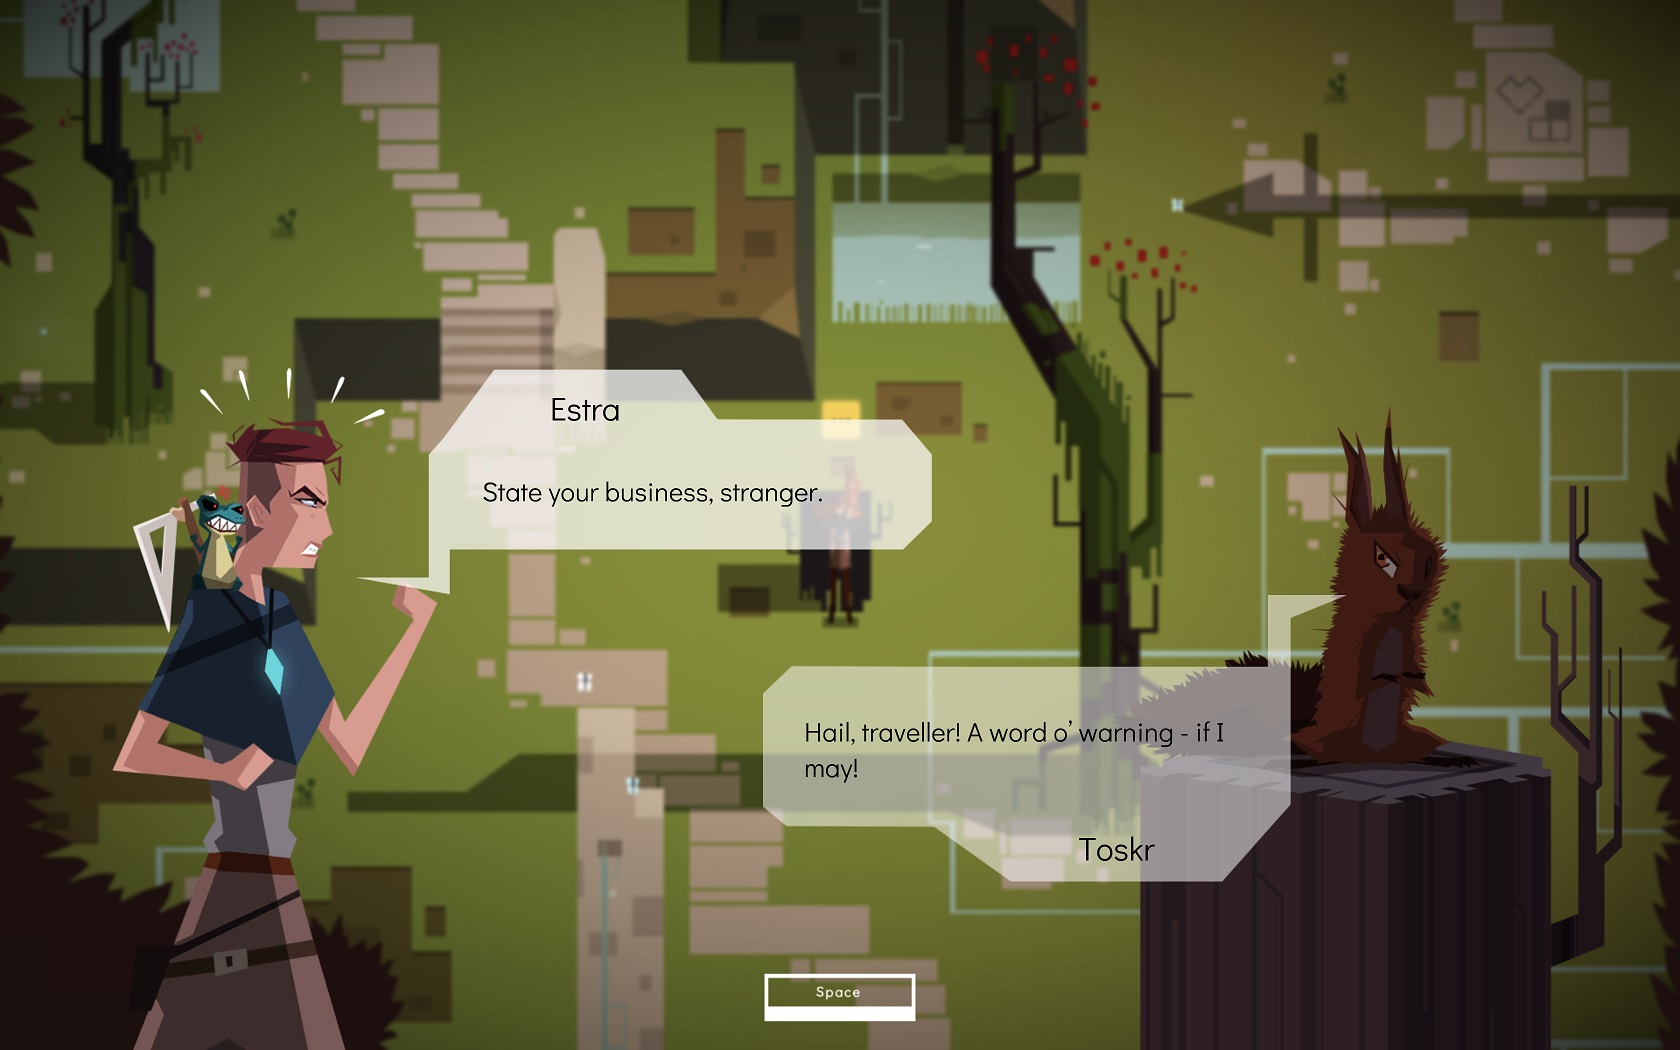 Estra
State your business, stranger.
Hail, traveller! A word o' warning - if I
may!
Toskr
Space